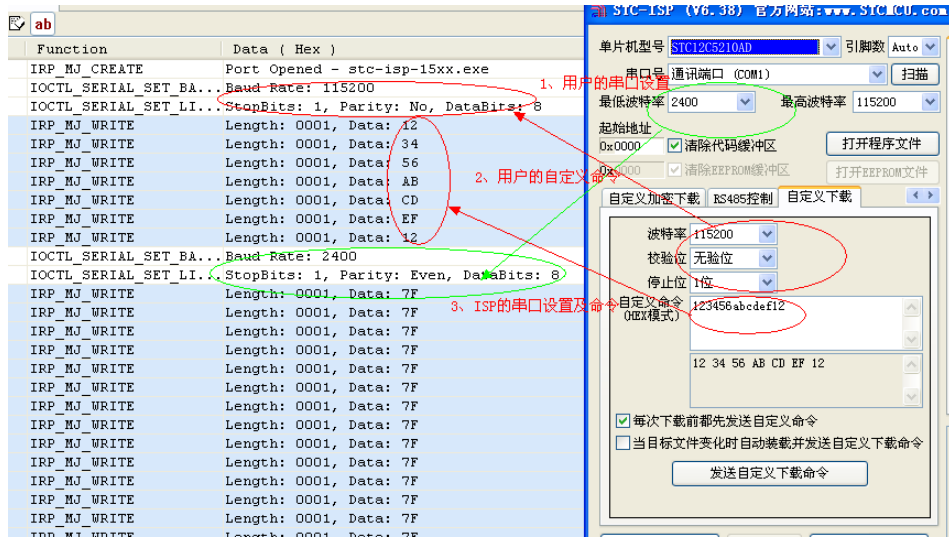 ab
Function Data ( Hex )
IRP_MJ_CREATE Port Opened - stc-isp-15xx.exe
IOCTL_SERIAL_SET_BA... Baud Rate: 115200
IOCTL_SERIAL_SET_LI... StopBits: 1, Parity: No, DataBits: 8
IRP_MJ_WRITE Length: 0001, Data: 12
IRP_MJ_WRITE Length: 0001, Data: 34
IRP_MJ_WRITE Length: 0001, Data: 56
IRP_MJ_WRITE Length: 0001, Data: AB
IRP_MJ_WRITE Length: 0001, Data: CD
IRP_MJ_WRITE Length: 0001, Data: EF
IRP_MJ_WRITE Length: 0001, Data: 12
IOCTL_SERIAL_SET_BA... Baud Rate: 2400
IOCTL_SERIAL_SET_LI... StopBits: 1, Parity: Even, DataBits: 8
IRP_MJ_WRITE Length: 0001, Data: 7F
IRP_MJ_WRITE Length: 0001, Data: 7F
IRP_MJ_WRITE Length: 0001, Data: 7F
IRP_MJ_WRITE Length: 0001, Data: 7F
IRP_MJ_WRITE Length: 0001, Data: 7F
IRP_MJ_WRITE Length: 0001, Data: 7F
IRP_MJ_WRITE Length: 0001, Data: 7F
IRP_MJ_WRITE Length: 0001, Data: 7F
IRP_MJ_WRITE Length: 0001, Data: 7F
IRP_MJ_WRITE Length: 0001, Data: 7F
IRP_MJ_WRITE Length: 0001, Data: 7F
IRP_MJ_WRITE Length: 0001, Data: 7F
IRP_MJ_WRITE Length: 0001, Data: 7F
IRP_MJ_WRITE Length: 0001, Data: 7F
1、用户的串口设置
2、用户的自定义命令
3、ISP的串口设置及命令
STC-ISP (V6.38) 官方网站:www.STCMCU.com
单片机型号 STC12C5210AD 引脚数 Auto
串口号 通讯端口 (COM1) 扫描
最低波特率 2400 最高波特率 115200
起始地址
0x0000 清除代码缓冲区 打开程序文件
0x0000 清除EEPROM缓冲区 打开EEPROM文件
自定义加密下载 RS485控制 自定义下载
波特率 115200
校验位 无验位
停止位 1位
自定义命令 123456abcdef12
(HEX模式)
12 34 56 AB CD EF 12
每次下载前都先发送自定义命令
当目标文件变化时自动装载并发送自定义下载命令
发送自定义下载命令